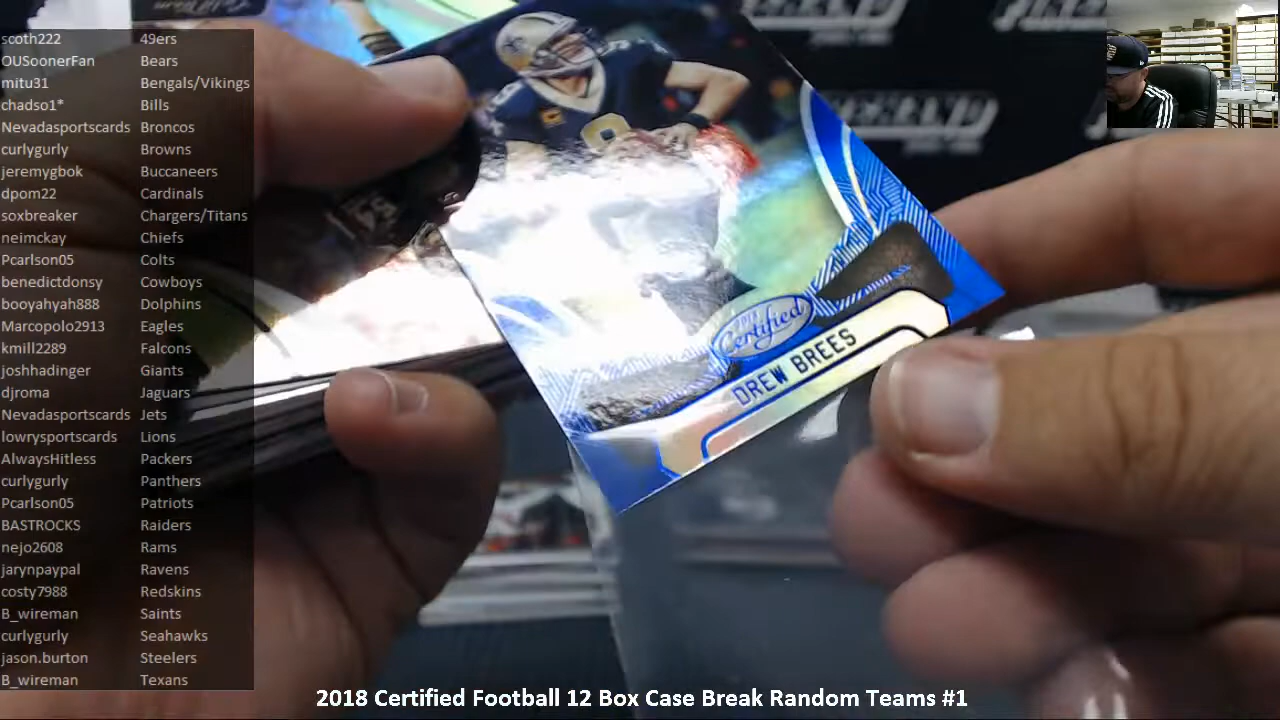 scoth222 49ers
OUSoonerFan Bears
mitu31 Bengals/Vikings
chadso1* Bills
Nevadasportscards Broncos
curlygurly Browns
jeremygbok Buccaneers
dpom22 Cardinals
soxbreaker Chargers/Titans
neimckay Chiefs
Pcarlson05 Colts
benedictdonsy Cowboys
booyahyah888 Dolphins
Marcopolo2913 Eagles
kmill2289 Falcons
joshhadinger Giants
djroma Jaguars
Nevadasportscards Jets
lowrysportscards Lions
AlwaysHitless Packers
curlygurly Panthers
Pcarlson05 Patriots
BASTROCKS Raiders
nejo2608 Rams
jarynpaypal Ravens
costy7988 Redskins
B_wireman Saints
curlygurly Seahawks
jason.burton Steelers
B_wireman Texans
9
2018
Certified
DREW BREES
2018 Certified Football 12 Box Case Break Random Teams #1